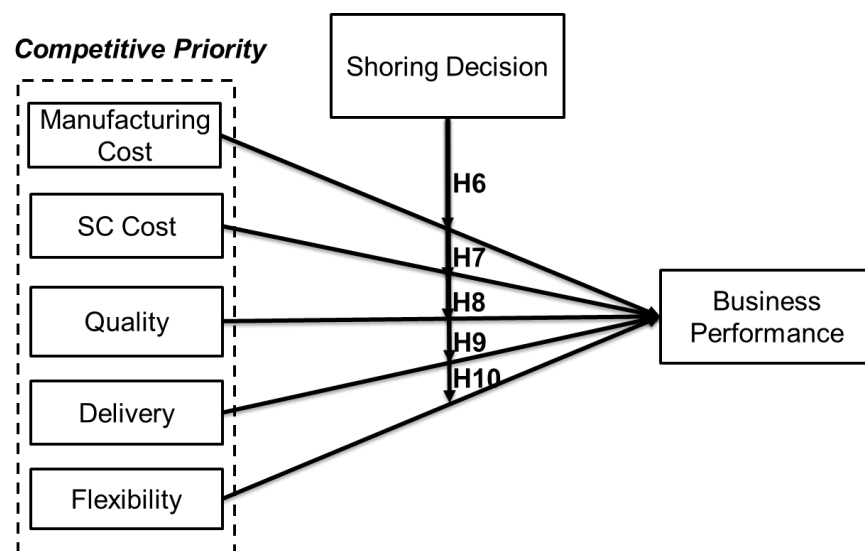 Competitive Priority
Shoring Decision
Manufacturing
Cost
SC Cost
Quality
Delivery
Flexibility
H6
H7
H8
H9
H10
Business
Performance